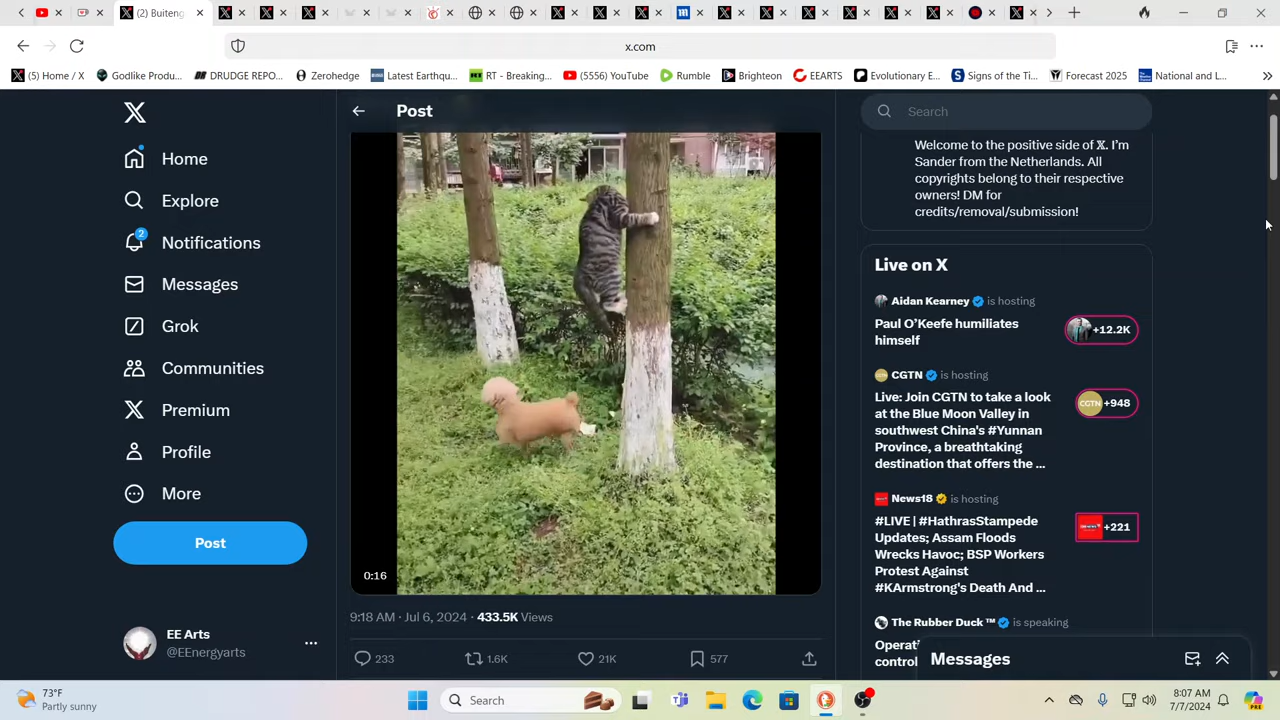 (2) Buiteng
x.com
(5) Home / X
Godlike Produ...
DRUDGE REPO...
Zerohedge
Latest Earthqu...
RT - Breaking...
(5556) YouTube
Rumble
Brighteon
EEARTS
Evolutionary E...
Signs of the Ti...
Forecast 2025
National and L...
Home
Explore
2
Notifications
Messages
Grok
Communities
Premium
Profile
More
Post
EE Arts
@EEnergyarts
Post
0:16
9:18 AM · Jul 6, 2024 · 433.5K Views
233
1.6K
21K
577
Search
Welcome to the positive side of 𝕏. I'm
Sander from the Netherlands. All
copyrights belong to their respective
owners! DM for
credits/removal/submission!
Live on X
Aidan Kearney is hosting
Paul O'Keefe humiliates
himself
+12.2K
CGTN is hosting
Live: Join CGTN to take a look
at the Blue Moon Valley in
southwest China's #Yunnan
Province, a breathtaking
destination that offers the ...
CGTN +948
News18 is hosting
#LIVE | #HathrasStampede
Updates; Assam Floods
Wrecks Havoc; BSP Workers
Protest Against
#KArmstrong's Death And ...
+221
The Rubber Duck ™ is speaking
Operati
control
Messages
73°F
Partly sunny
Search
8:07 AM
7/7/2024